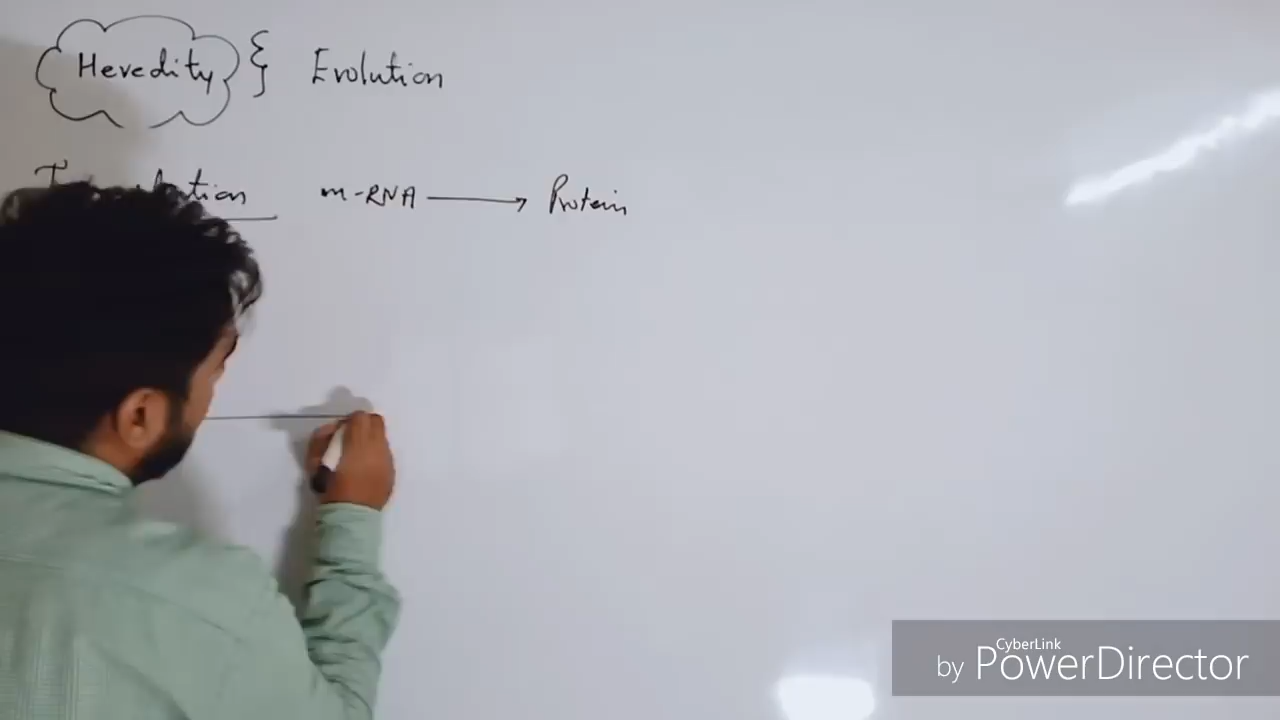 Heredity } Evolution
m-RNA → Protein
CyberLink
by PowerDirector